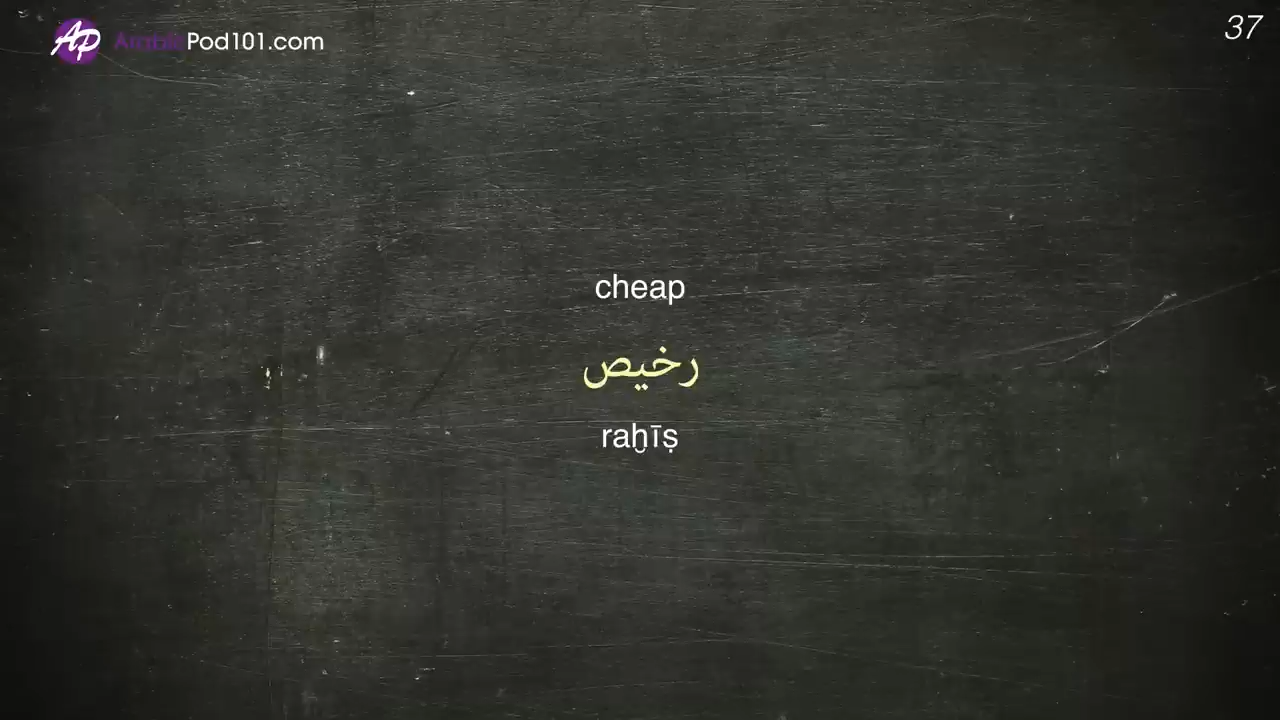 ArabicPod101.com
37
cheap
رخيص
raḫīṣ